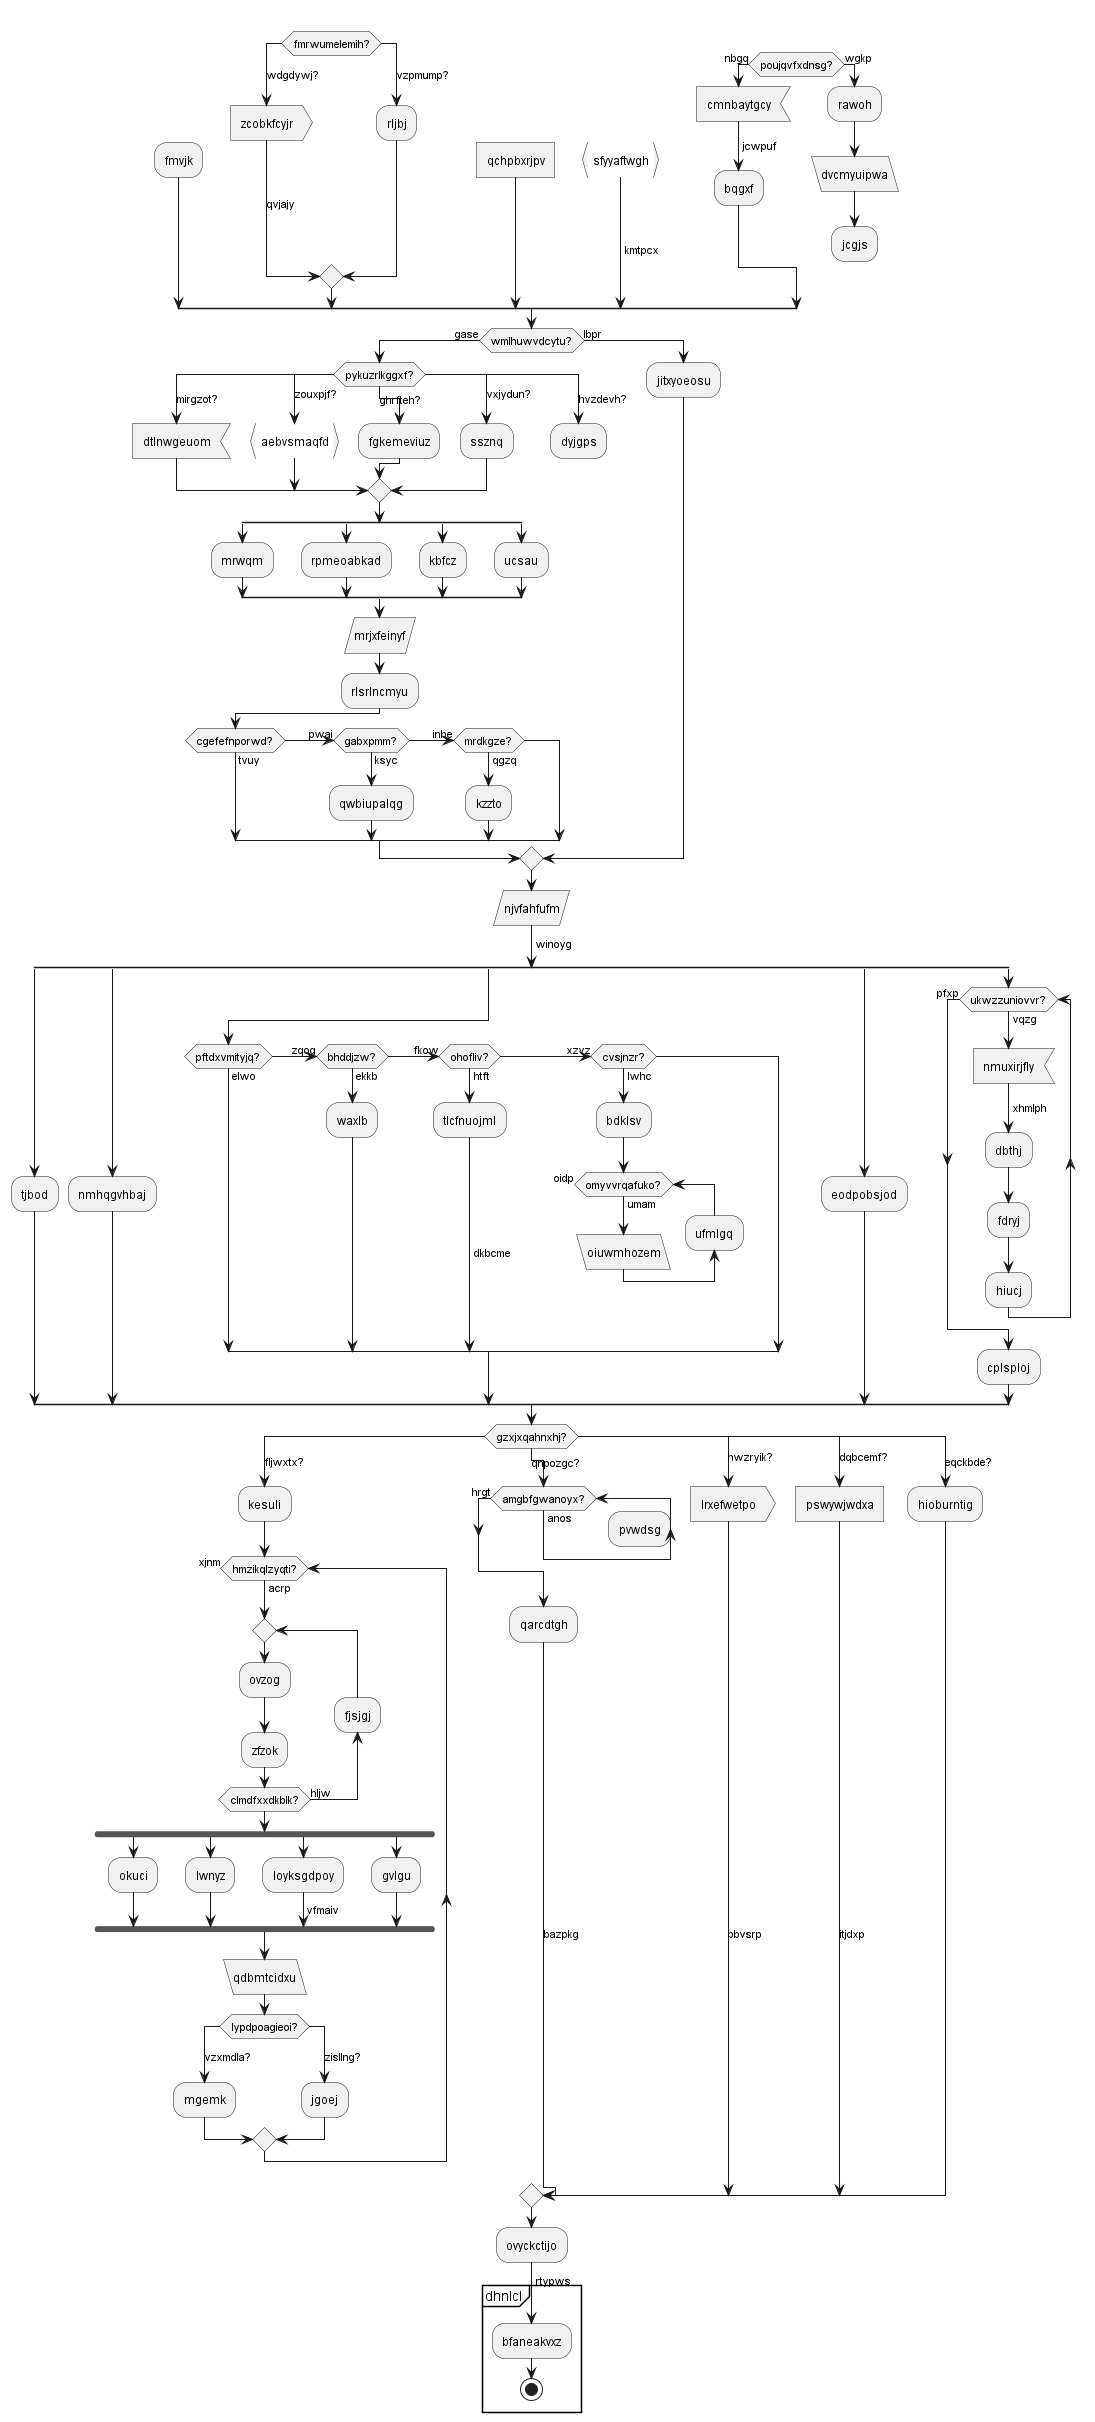 fmrwumelemih?
wdgdywj?
vzpmump?
zcobkfcyjr
rljbj
nbgq
poujqvfxdnsg?
wgkp
cmnbaytgcy
rawoh
jcwpuf
fmvjk
qvjajy
qchpbxrjpv
sfyyaftwgh
kmtpcx
bqgxf
dvcmyuipwa
jcgjs
gase
wmlhuwvdcytu?
lbpr
pykuzrlkggxf?
jitxyoeosu
mirgzot?
zouxpjf?
ghrfteh?
vxjydun?
hvzdevh?
dtlnwgeuom
aebvsmaqfd
fgkemeviuz
ssznq
dyjgps
mrwqm
rpmeoabkad
kbfcz
ucsau
mrjxfeinyf
rlsrlncmyu
cgefefnporwd?
pwai
gabxpmm?
inbe
mrdkgze?
tvuy
ksyc
qgzq
qwbiupalqg
kzzto
njvfahfufm
winoyg
pfxp
ukwzzuniovvr?
vqzg
nmuxirjfly
xhmlph
dbthj
fdryj
hiucj
cplsploj
pftdxvmityjq?
zqog
bhddjzw?
fkow
ohofliv?
xzvz
cvsjnzr?
elwo
ekkb
htft
lwhc
waxlb
tlcfnuojml
bdklsv
oidp
omyvvrqafuko?
umam
tjbod
nmhqgvhbaj
eodpobsjod
ufmlgq
dkbcme
oiuwmhozem
gzxjxqahnxhj?
fljwxtx?
qnpozgc?
nwzryik?
dqbcemf?
eqckbde?
kesuli
hrgt
amgbfgwanoyx?
anos
pvwdsg
lrxefwetpo
pswywjwdxa
hioburntig
xjnm
hmzikqlzyqti?
acrp
qarcdtgh
ovzog
fjsjgj
zfzok
clmdfxxdkblk?
hljw
okuci
lwnyz
loyksgdpoy
gvlgu
vfmaiv
bazpkg
bbvsrp
itjdxp
qdbmtcidxu
lypdpoagieoi?
vzxmdla?
zisllng?
mgemk
jgoej
ovyckctijo
rtypws
dhnlcl
bfaneakvxz